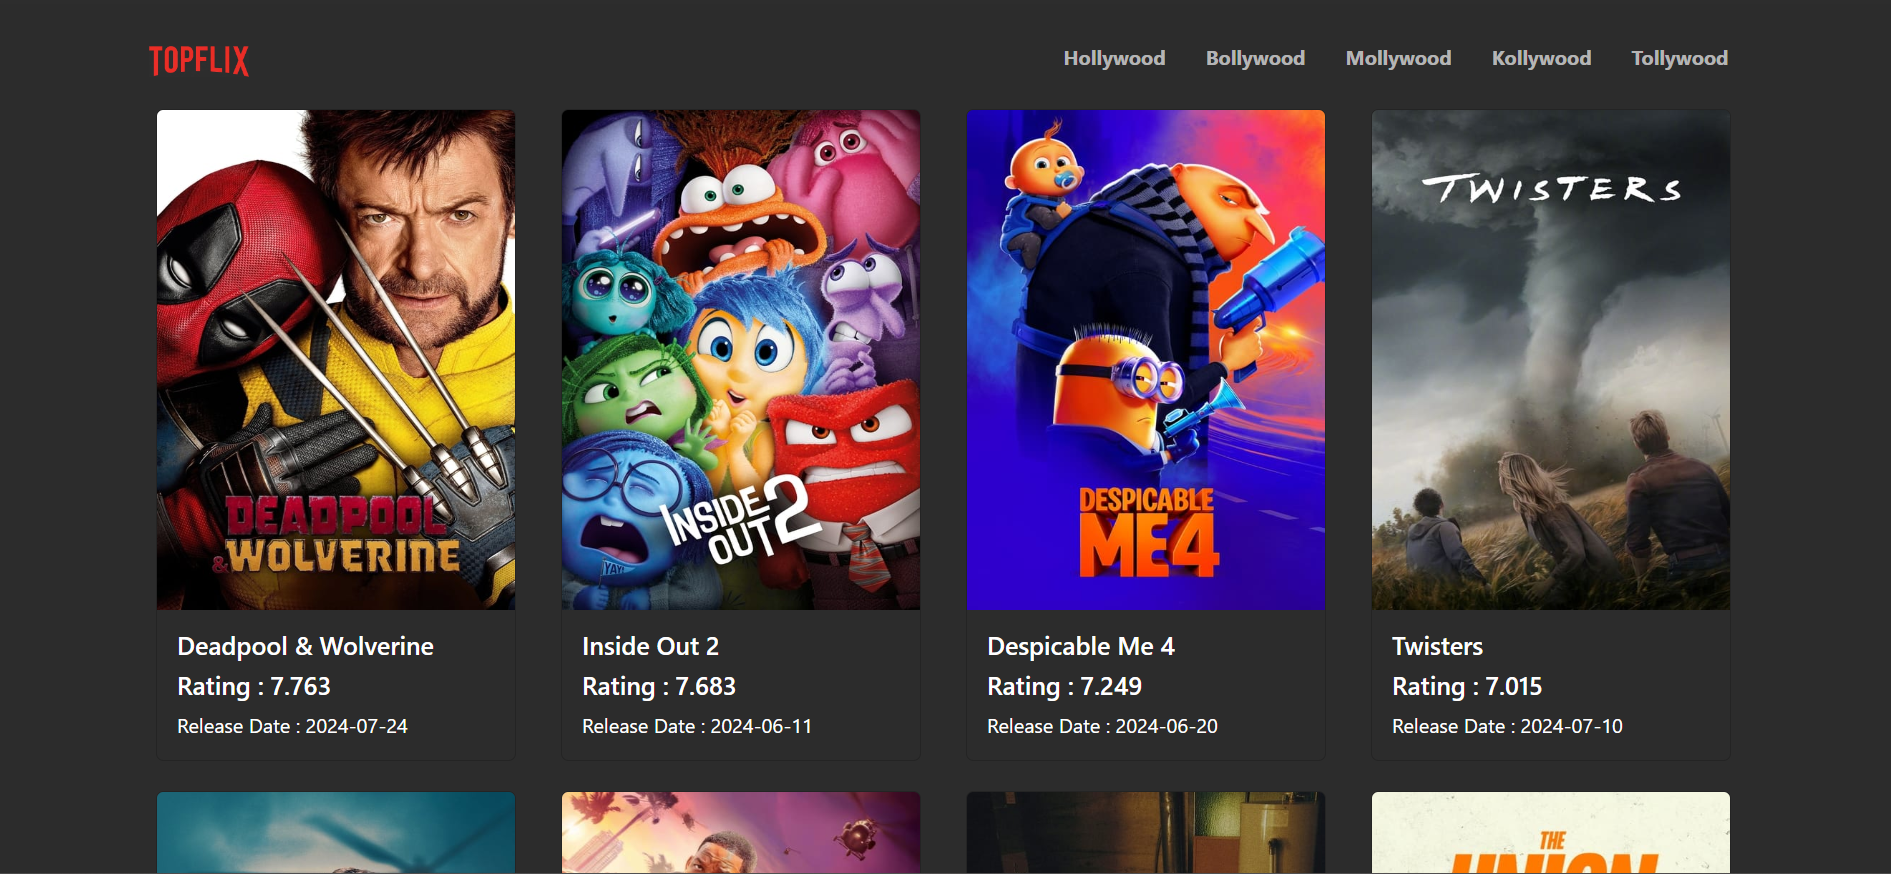 TOPFLIX
Hollywood Bollywood Mollywood Kollywood Tollywood
DEADPOOL
& WOLVERINE
YAY!
INSIDE
OUT 2
DESPICABLE
ME 4
TWISTERS
Deadpool & Wolverine
Rating : 7.763
Release Date : 2024-07-24
Inside Out 2
Rating : 7.683
Release Date : 2024-06-11
Despicable Me 4
Rating : 7.249
Release Date : 2024-06-20
Twisters
Rating : 7.015
Release Date : 2024-07-10
THE
UNION